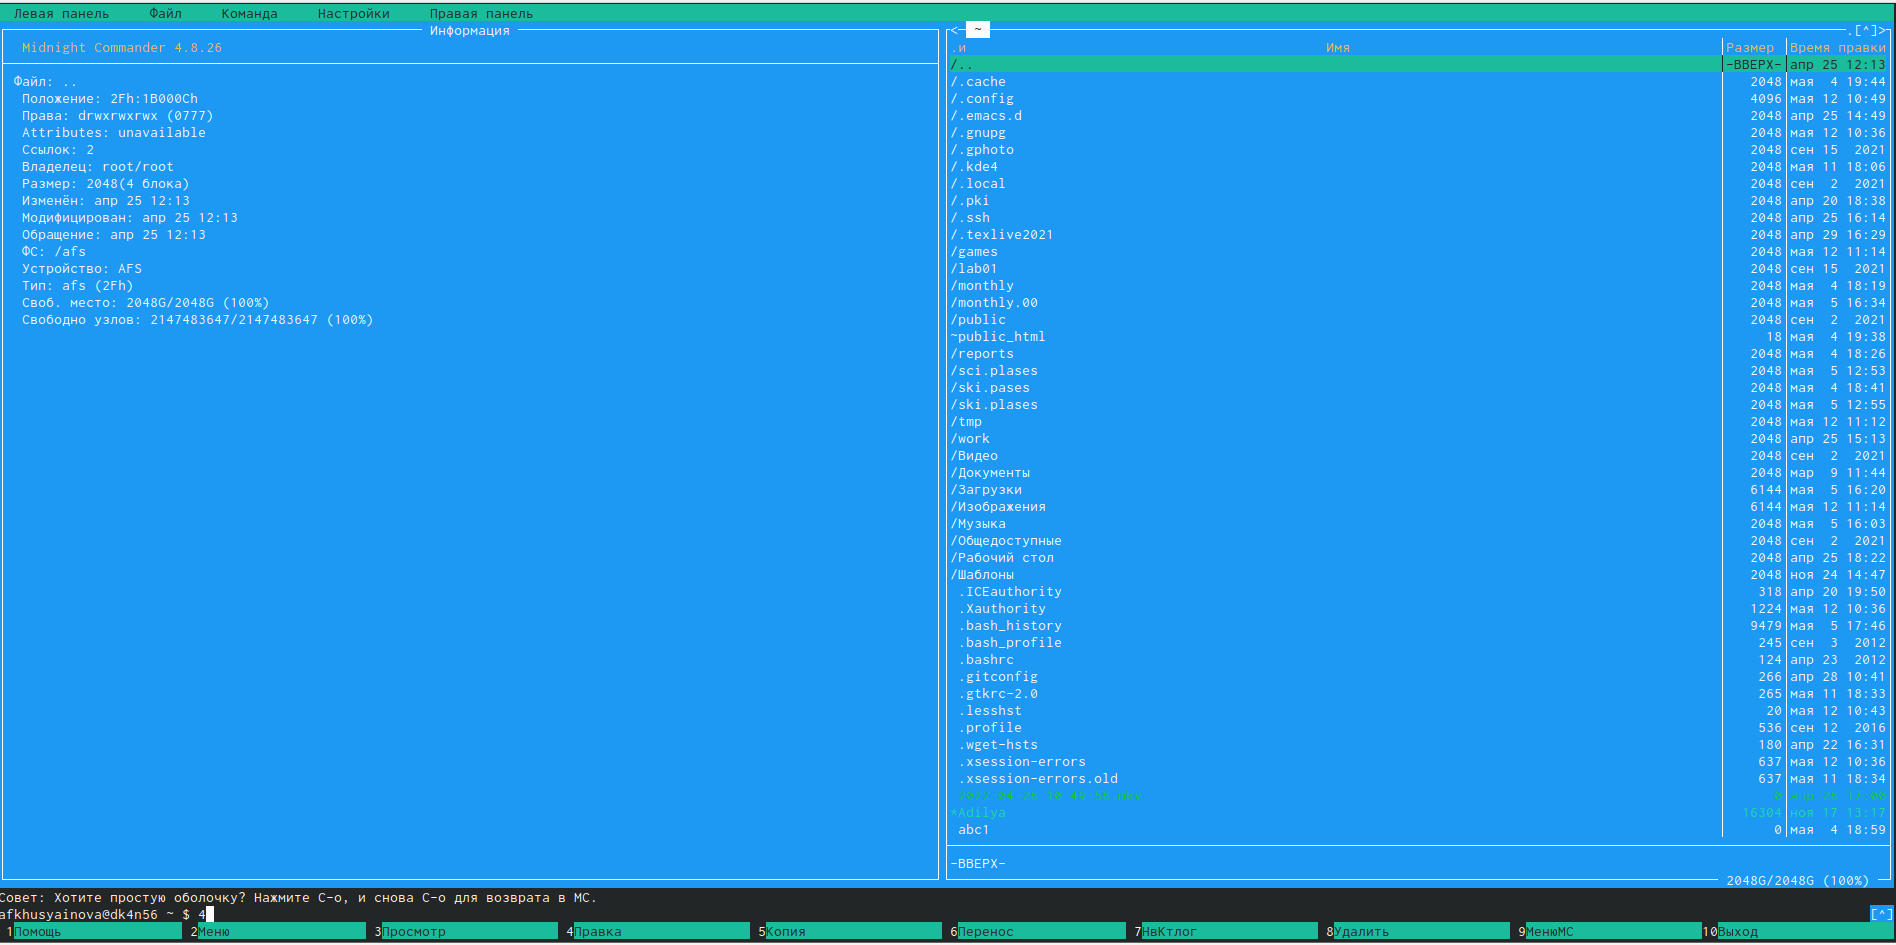 Левая панель Файл Команда Настройки Правая панель
Информация
Midnight Commander 4.8.26
Файл: ..
Положение: 2Fh:1B000Ch
Права: drwxrwxrwx (0777)
Attributes: unavailable
Ссылок: 2
Владелец: root/root
Размер: 2048(4 блока)
Изменён: апр 25 12:13
Модифицирован: апр 25 12:13
Обращение: апр 25 12:13
ФС: /afs
Устройство: AFS
Тип: afs (2Fh)
Своб. место: 2048G/2048G (100%)
Свободно узлов: 2147483647/2147483647 (100%)
<- ~ .[^]>
.и Имя Размер Время правки
/.. -ВВЕРХ- апр 25 12:13
/.cache 2048 мая 4 19:44
/.config 4096 мая 12 10:49
/.emacs.d 2048 апр 25 14:49
/.gnupg 2048 мая 12 10:36
/.gphoto 2048 сен 15 2021
/.kde4 2048 мая 11 18:06
/.local 2048 сен 2 2021
/.pki 2048 апр 20 18:38
/.ssh 2048 апр 25 16:14
/.texlive2021 2048 апр 29 16:29
/games 2048 мая 12 11:14
/lab01 2048 сен 15 2021
/monthly 2048 мая 4 18:19
/monthly.00 2048 мая 5 16:34
/public 2048 сен 2 2021
~public_html 18 мая 4 19:38
/reports 2048 мая 4 18:26
/sci.plases 2048 мая 5 12:53
/ski.pases 2048 мая 4 18:41
/ski.plases 2048 мая 5 12:55
/tmp 2048 мая 12 11:12
/work 2048 апр 25 15:13
/Видео 2048 сен 2 2021
/Документы 2048 мар 9 11:44
/Загрузки 6144 мая 5 16:20
/Изображения 6144 мая 12 11:14
/Музыка 2048 мая 5 16:03
/Общедоступные 2048 сен 2 2021
/Рабочий стол 2048 апр 25 18:22
/Шаблоны 2048 ноя 24 14:47
.ICEauthority 318 апр 20 19:50
.Xauthority 1224 мая 12 10:36
.bash_history 9479 мая 5 17:46
.bash_profile 245 сен 3 2012
.bashrc 124 апр 23 2012
.gitconfig 266 апр 28 10:41
.gtkrc-2.0 265 мая 11 18:33
.lesshst 20 мая 12 10:43
.profile 536 сен 12 2016
.wget-hsts 180 апр 22 16:31
.xsession-errors 637 мая 12 10:36
.xsession-errors.old 637 мая 11 18:34
*Adilya 16304 ноя 17 13:17
abc1 0 мая 4 18:59
-ВВЕРХ-
2048G/2048G (100%)
Совет: Хотите простую оболочку? Нажмите C-o, и снова C-o для возврата в MC.
afkhusyainova@dk4n56 ~ $ 4
[^]
1Помощь 2Меню 3Просмотр 4Правка 5Копия 6Перенос 7НвКтлог 8Удалить 9МенюMC 10Выход